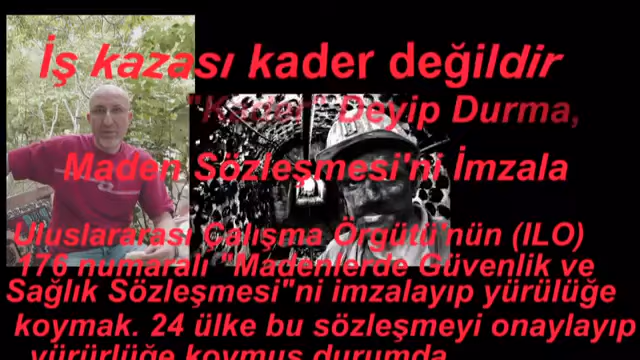 İş kazası kader değildir
"Kader" Deyip Durma,
Maden Sözleşmesi'ni İmzala
Uluslararası Çalışma Örgütü'nün (ILO)
176 numaralı "Madenlerde Güvenlik ve
Sağlık Sözleşmesi"ni imzalayıp yürülüğe
koymak. 24 ülke bu sözleşmeyi onaylayıp
yürürlüğe koymuş durumda